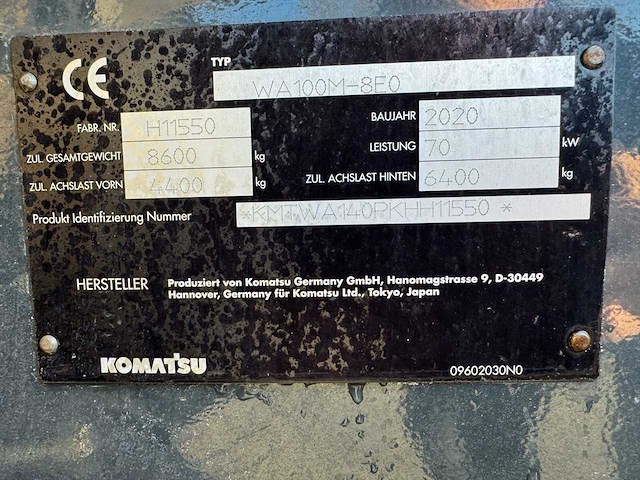 CE
TYP WA100M-8E0
FABR. NR. H11550 BAUJAHR 2020
ZUL. GESAMTGEWICHT 8600 kg LEISTUNG 70 kW
ZUL. ACHSLAST VORN 4400 kg ZUL. ACHSLAST HINTEN 6400 kg
Produkt Identifizierung Nummer *KMTWA140PKHH11550 *
HERSTELLER Produziert von Komatsu Germany GmbH, Hanomagstrasse 9, D-30449
Hannover, Germany für Komatsu Ltd., Tokyo, Japan
KOMATSU 09602030N0